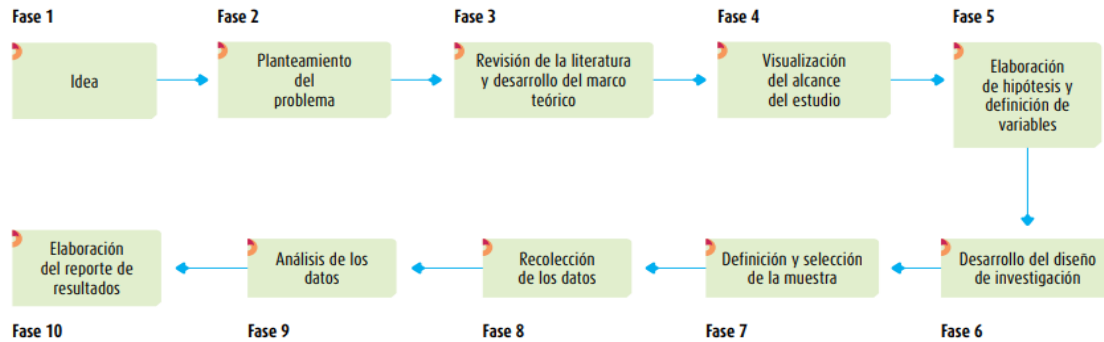 Fase 1
Idea
Fase 2
Planteamiento
del
problema
Fase 3
Revisión de la literatura
y desarrollo del marco
teórico
Fase 4
Visualización
del alcance
del estudio
Fase 5
Elaboración
de hipótesis y
definición de
variables
Desarrollo del diseño
de investigación
Fase 6
Definición y selección
de la muestra
Fase 7
Recolección
de los datos
Fase 8
Análisis de los
datos
Fase 9
Elaboración
del reporte de
resultados
Fase 10